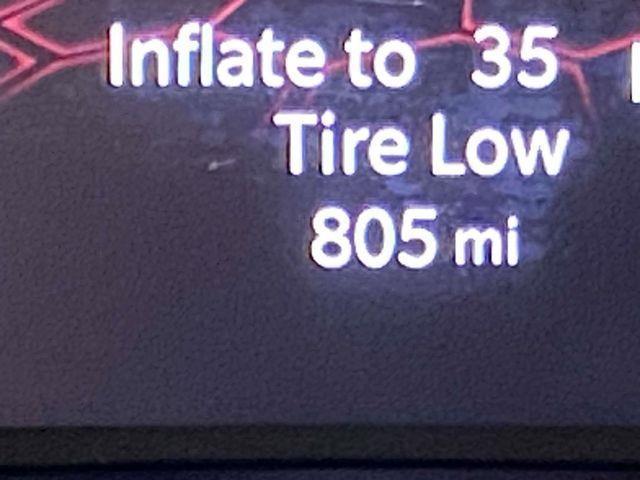 Inflate to 35
Tire Low
805 mi